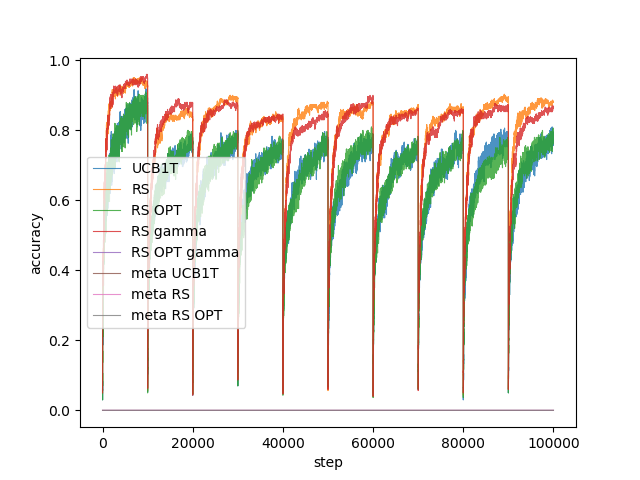 1.0
0.8
0.6
0.4
0.2
0.0
accuracy
UCB1T
RS
RS OPT
RS gamma
RS OPT gamma
meta UCB1T
meta RS
meta RS OPT
0 20000 40000 60000 80000 100000
step